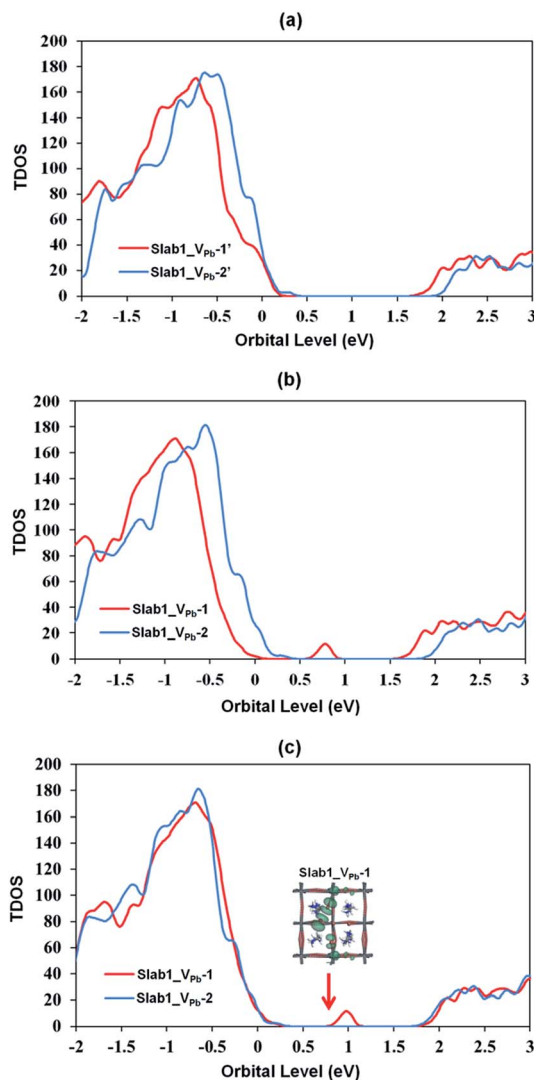 (a)
200
180
160
140
120
100
80
60
40
20
0
TDOS
Slab1_VPb-1’
Slab1_VPb-2’
-2 -1.5 -1 -0.5 0 0.5 1 1.5 2 2.5 3
Orbital Level (eV)
(b)
200
180
160
140
120
100
80
60
40
20
0
TDOS
Slab1_VPb-1
Slab1_VPb-2
-2 -1.5 -1 -0.5 0 0.5 1 1.5 2 2.5 3
Orbital Level (eV)
(c)
200
180
160
140
120
100
80
60
40
20
0
TDOS
Slab1_VPb-1
Slab1_VPb-1
Slab1_VPb-2
-2 -1.5 -1 -0.5 0 0.5 1 1.5 2 2.5 3
Orbital Level (eV)